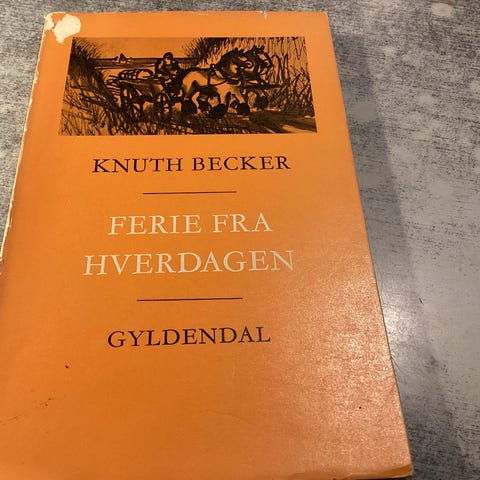 KNUTH BECKER
FERIE FRA
HVERDAGEN
GYLDENDAL